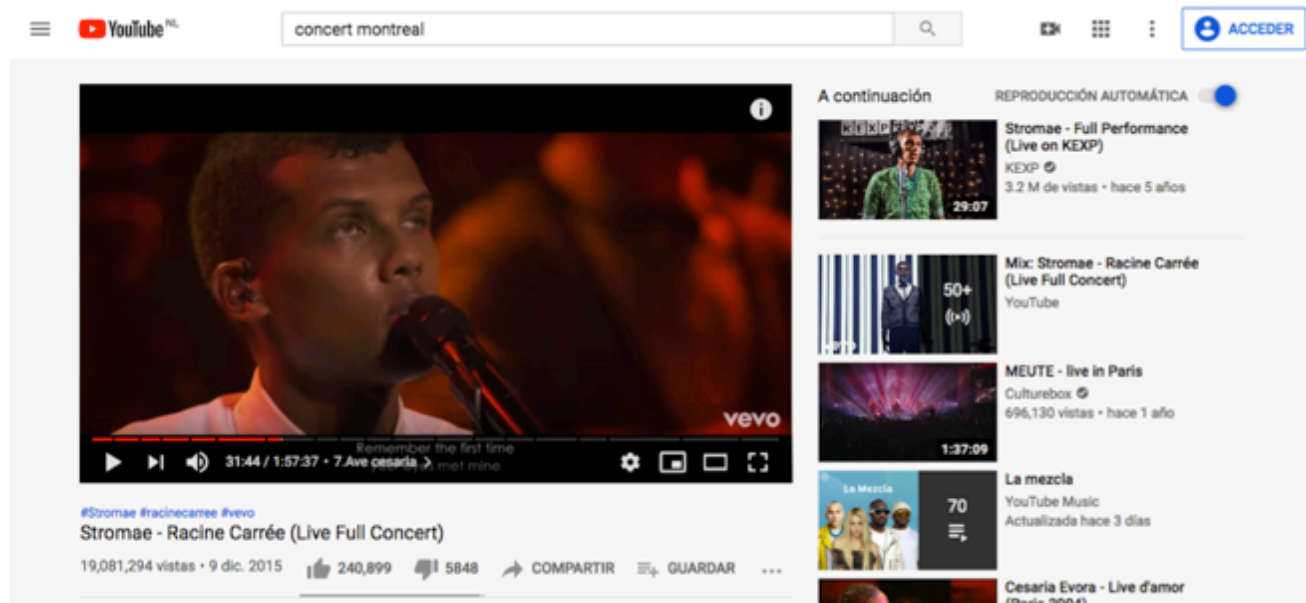 YouTube NL
concert montreal
ACCEDER
vevo
Remember the first time
met mine
31:44 / 1:57:37 • 7.Ave cesaria >
#Stromae #racinecarree #vevo
Stromae - Racine Carrée (Live Full Concert)
19,081,294 vistas • 9 dic. 2015
240,899
5848
COMPARTIR
GUARDAR
A continuación
REPRODUCCIÓN AUTOMÁTICA
KEXP
29:07
Stromae - Full Performance
(Live on KEXP)
KEXP
3.2 M de vistas • hace 5 años
50+
Mix: Stromae - Racine Carrée
(Live Full Concert)
YouTube
1:37:09
MEUTE - live in Paris
Culturebox
696,130 vistas • hace 1 año
La Mezcla
70
La mezcla
YouTube Music
Actualizada hace 3 días
Cesaria Evora - Live d'amor